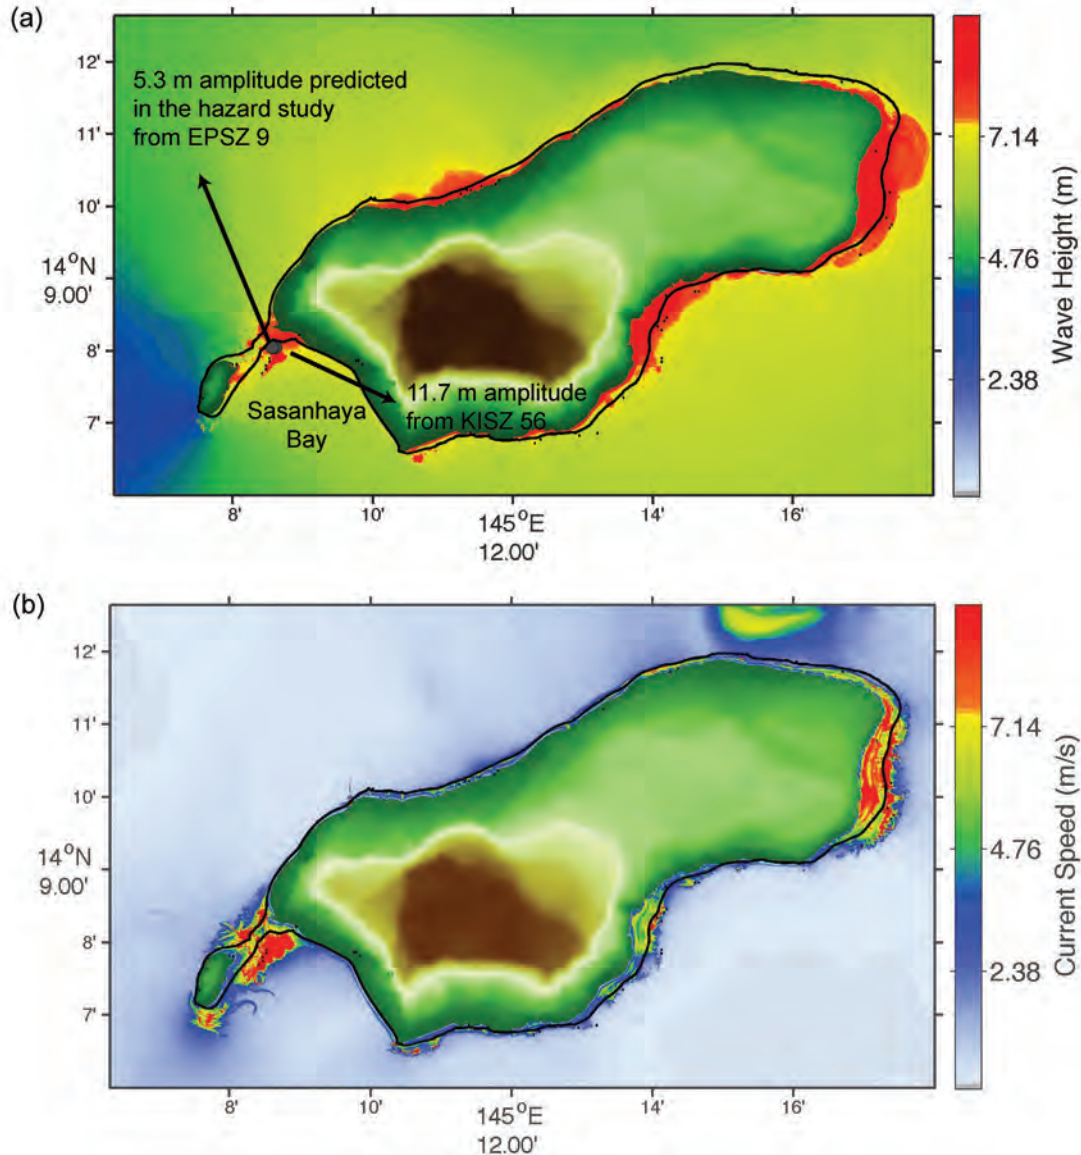 (a)
12'
11'
10'
14°N
9.00'
8'
7'
5.3 m amplitude predicted
in the hazard study
from EPSZ 9
11.7 m amplitude
from KISZ 56
Sasanhaya
Bay
8'
10'
145°E
12.00'
14'
16'
7.14
4.76
2.38
Wave Height (m)
(b)
12'
11'
10'
14°N
9.00'
8'
7'
8'
10'
145°E
12.00'
14'
16'
7.14
4.76
2.38
Current Speed (m/s)